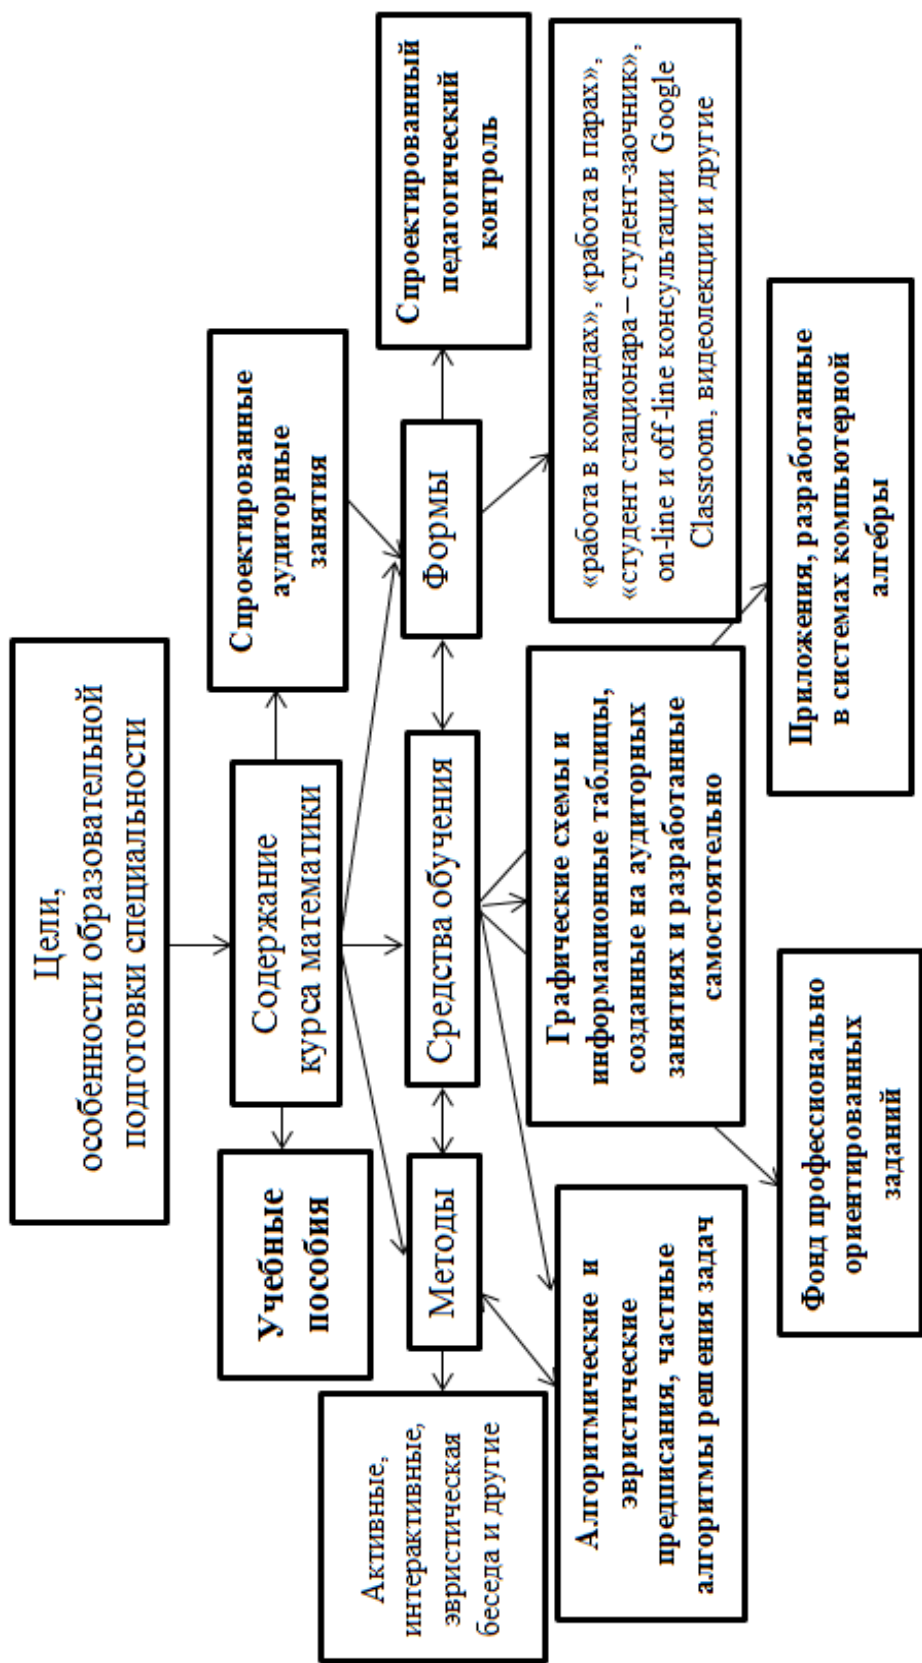 Цели,
особенности образовательной
подготовки специальности
Учебные
пособия
Содержание
курса математики
Спроектированные
аудиторные
занятия
Активные,
интерактивные,
эвристическая
беседа и другие
Методы
Средства обучения
Формы
Спроектированный
педагогический
контроль
Алгоритмические и
эвристические
предписания, частные
алгоритмы решения задач
Графические схемы и
информационные таблицы,
созданные на аудиторных
занятиях и разработанные
самостоятельно
«работа в командах», «работа в парах»,
«студент стационара – студент-заочник»,
on-line и off-line консультации Google
Classroom, видеолекции и другие
Фонд профессионально
ориентированных
заданий
Приложения, разработанные
в системах компьютерной
алгебры